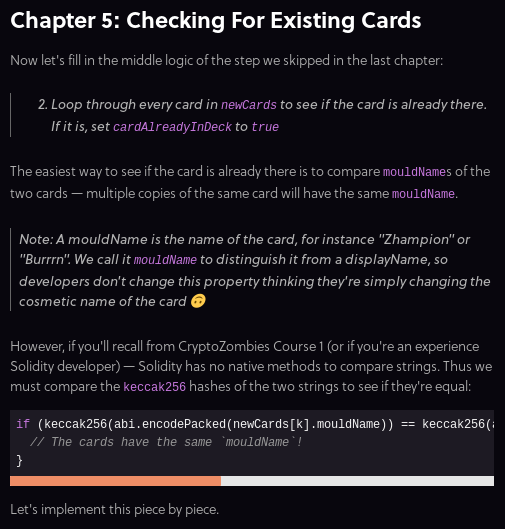 Chapter 5: Checking For Existing Cards
Now let's fill in the middle logic of the step we skipped in the last chapter:
2. Loop through every card in newCards to see if the card is already there.
If it is, set cardAlreadyInDeck to true
The easiest way to see if the card is already there is to compare mouldNames of the
two cards — multiple copies of the same card will have the same mouldName.
Note: A mouldName is the name of the card, for instance "Zhampion" or
"Burrrn". We call it mouldName to distinguish it from a displayName, so
developers don't change this property thinking they're simply changing the
cosmetic name of the card 🙃
However, if you'll recall from CryptoZombies Course 1 (or if you're an experience
Solidity developer) — Solidity has no native methods to compare strings. Thus we
must compare the keccak256 hashes of the two strings to see if they're equal:
if (keccak256(abi.encodePacked(newCards[k].mouldName)) == keccak256(a
// The cards have the same `mouldName`!
}
Let's implement this piece by piece.